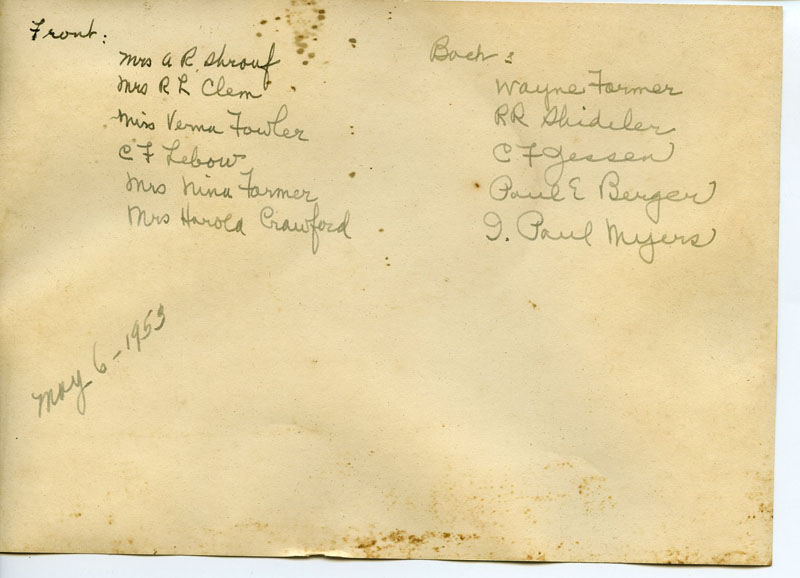 Front:
Mrs A R Shrouf
Mrs R L Clem
Miss Verna Fowler
C F Lebow
Mrs Nina Farmer
Mrs Harold Crawford
Back:
Wayne Farmer
RR Shideler
C F Jessen
Paul E Berger
I. Paul Myers
May 6-1953